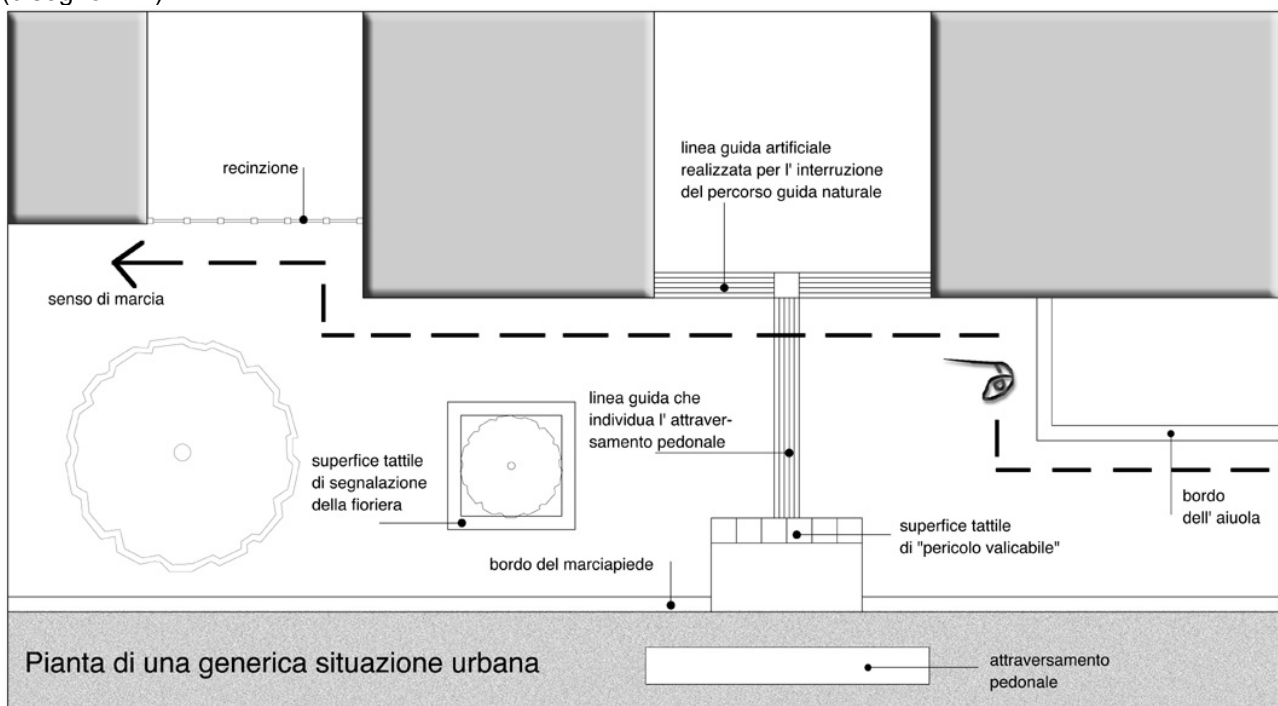 recinzione
linea guida artificiale
realizzata per l' interruzione
del percorso guida naturale
senso di marcia
linea guida che
individua l' attraver-
samento pedonale
superfice tattile
di segnalazione
della fioriera
bordo
dell' aiuola
superfice tattile
di "pericolo valicabile"
bordo del marciapiede
Pianta di una generica situazione urbana
attraversamento
pedonale